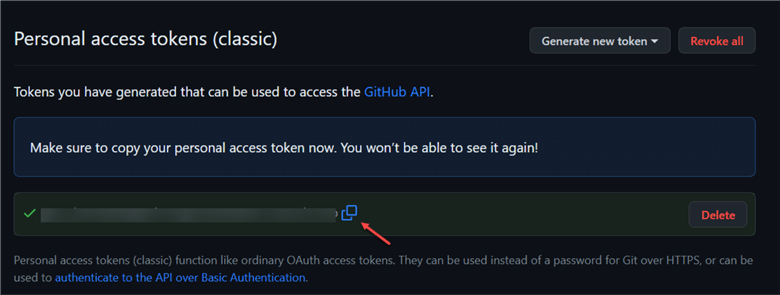 Personal access tokens (classic)
Generate new token
Revoke all
Tokens you have generated that can be used to access the GitHub API.
Make sure to copy your personal access token now. You won't be able to see it again!
Delete
Personal access tokens (classic) function like ordinary OAuth access tokens. They can be used instead of a password for Git over HTTPS, or can be
used to authenticate to the API over Basic Authentication.